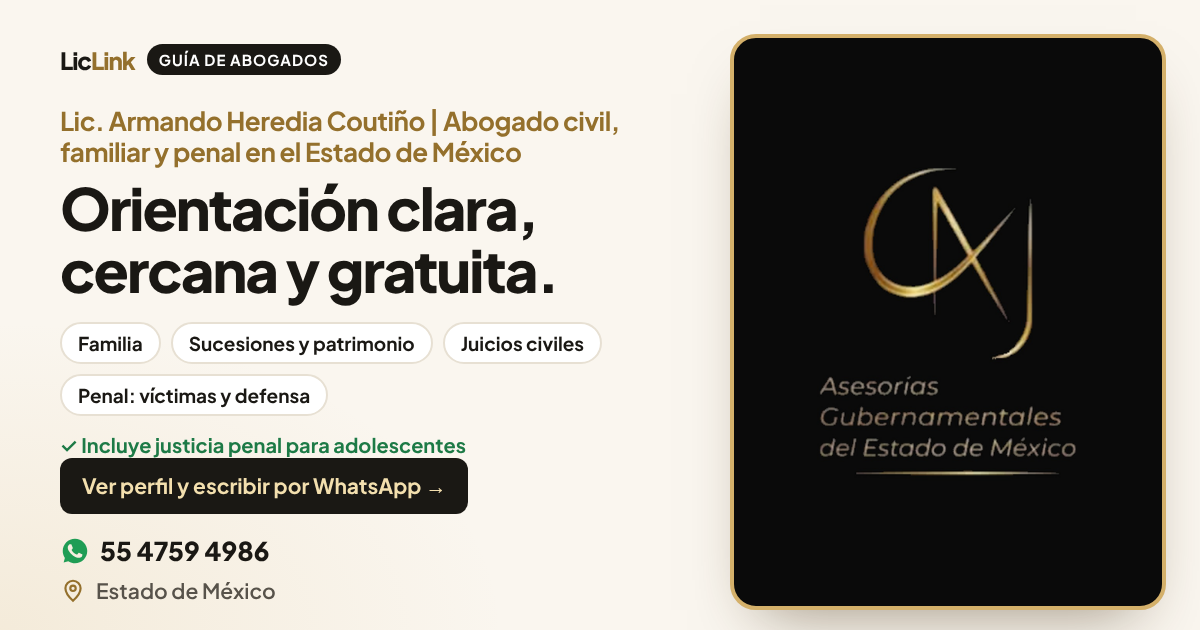 LicLink GUÍA DE ABOGADOS
Lic. Armando Heredia Coutiño | Abogado civil,
familiar y penal en el Estado de México
Orientación clara,
cercana y gratuita.
Familia Sucesiones y patrimonio Juicios civiles
Penal: víctimas y defensa
✓ Incluye justicia penal para adolescentes
Ver perfil y escribir por WhatsApp →
55 4759 4986
Estado de México
Asesorías
Gubernamentales
del Estado de México